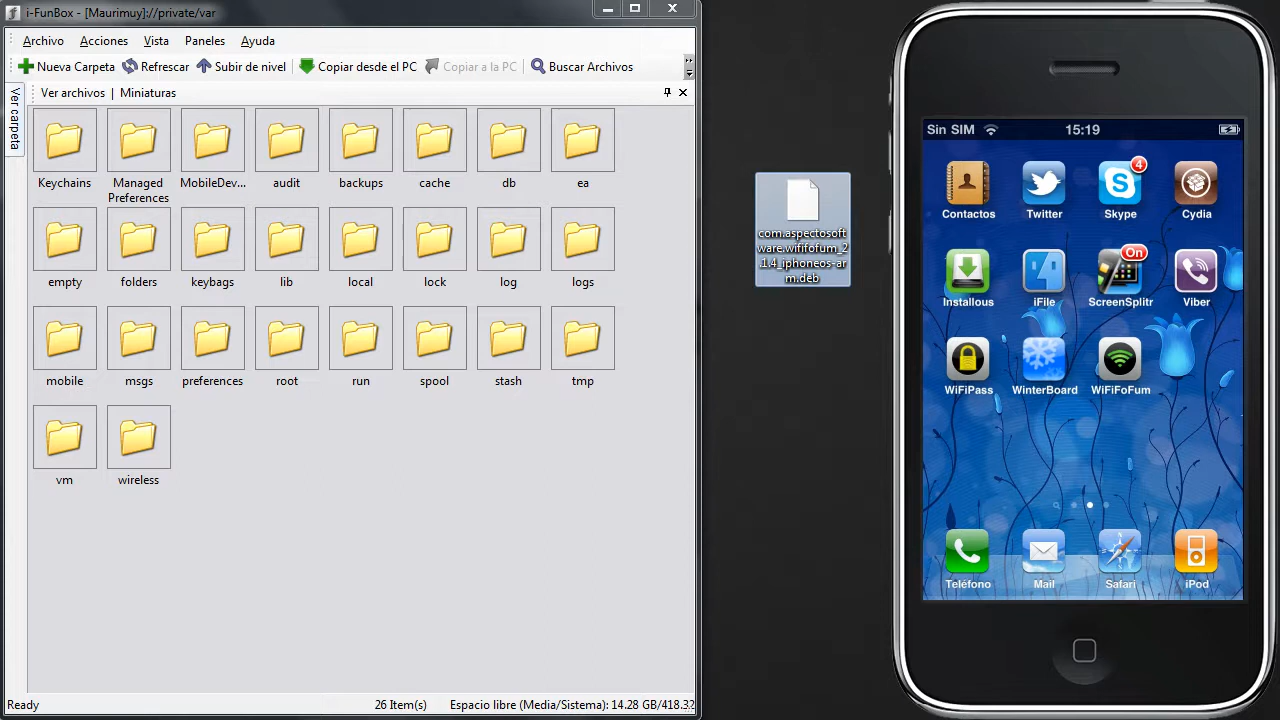 i-FunBox - [Maurimuy]://private/var
Archivo Acciones Vista Paneles Ayuda
Nueva Carpeta Refrescar Subir de nivel Copiar desde el PC Copiar a la PC Buscar Archivos
Ver carpeta
Ver archivos Miniaturas
Keychains Managed Preferences MobileDev... audit backups cache db ea
empty folders keybags lib local lock log logs
mobile msgs preferences root run spool stash tmp
vm wireless
Ready 26 Item(s) Espacio libre (Media/Sistema): 14.28 GB/418.32
com.aspectosof
tware.wififofum_2
.1.4_iphoneos-ar
m.deb
Sin SIM 15:19
4
Contactos Twitter Skype Cydia
On
Installous iFile ScreenSplitr Viber
WiFiPass WinterBoard WiFiFoFum
Teléfono Mail Safari iPod